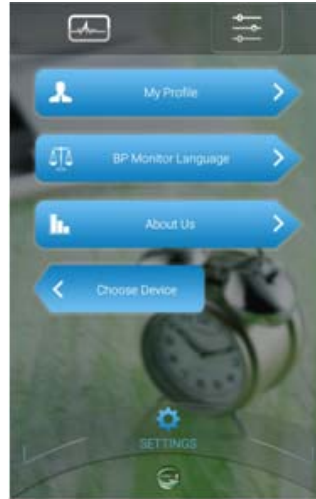 My Profile
BP Monitor Language
About Us
Choose Device
SETTINGS